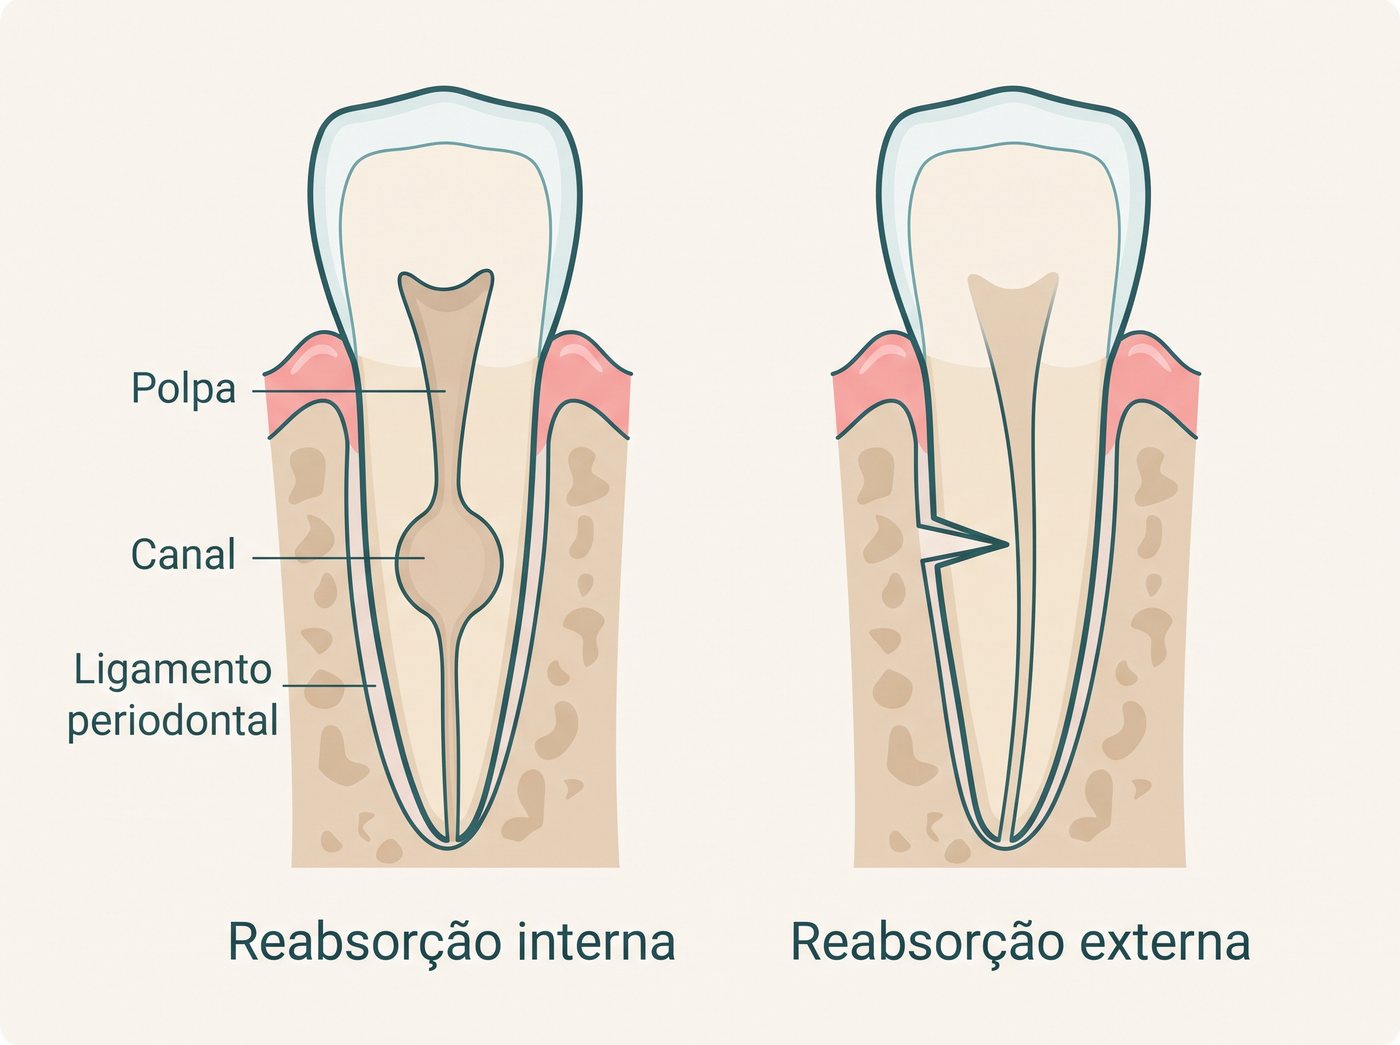 Polpa
Canal
Ligamento
periodontal
Reabsorção interna
Reabsorção externa